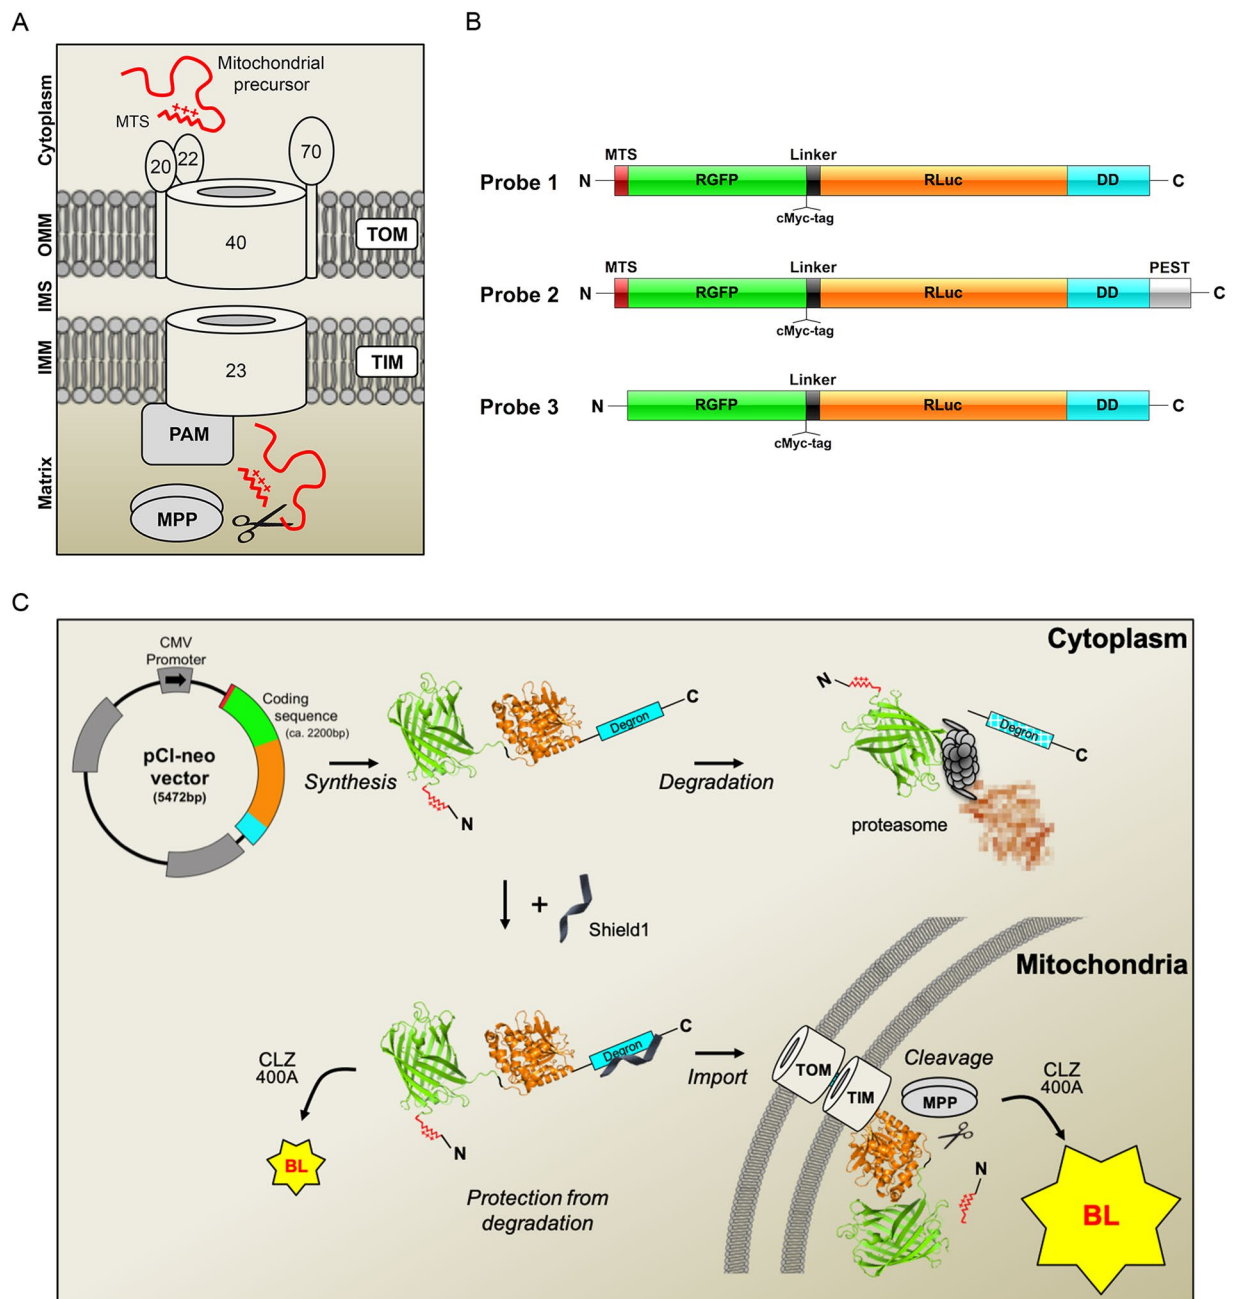 A
Mitochondrial
precursor
MTS
20
22
70
40
TOM
23
TIM
PAM
MPP
Cytoplasm
OMM
IMS
IMM
Matrix
B
Probe 1
N
MTS
RGFP
Linker
cMyc-tag
RLuc
DD
C
Probe 2
N
MTS
RGFP
Linker
cMyc-tag
RLuc
DD
PEST
C
Probe 3
N
RGFP
Linker
cMyc-tag
RLuc
DD
C
C
Cytoplasm
CMV
Promoter
Coding
sequence
(ca. 2200bp)
pCI-neo
vector
(5472bp)
Synthesis
Degron
C
N
Degradation
N
Degron
C
proteasome
+
Shield1
Mitochondria
CLZ
400A
BL
Degron
C
N
Protection from
degradation
Import
TOM
TIM
Cleavage
MPP
N
CLZ
400A
BL